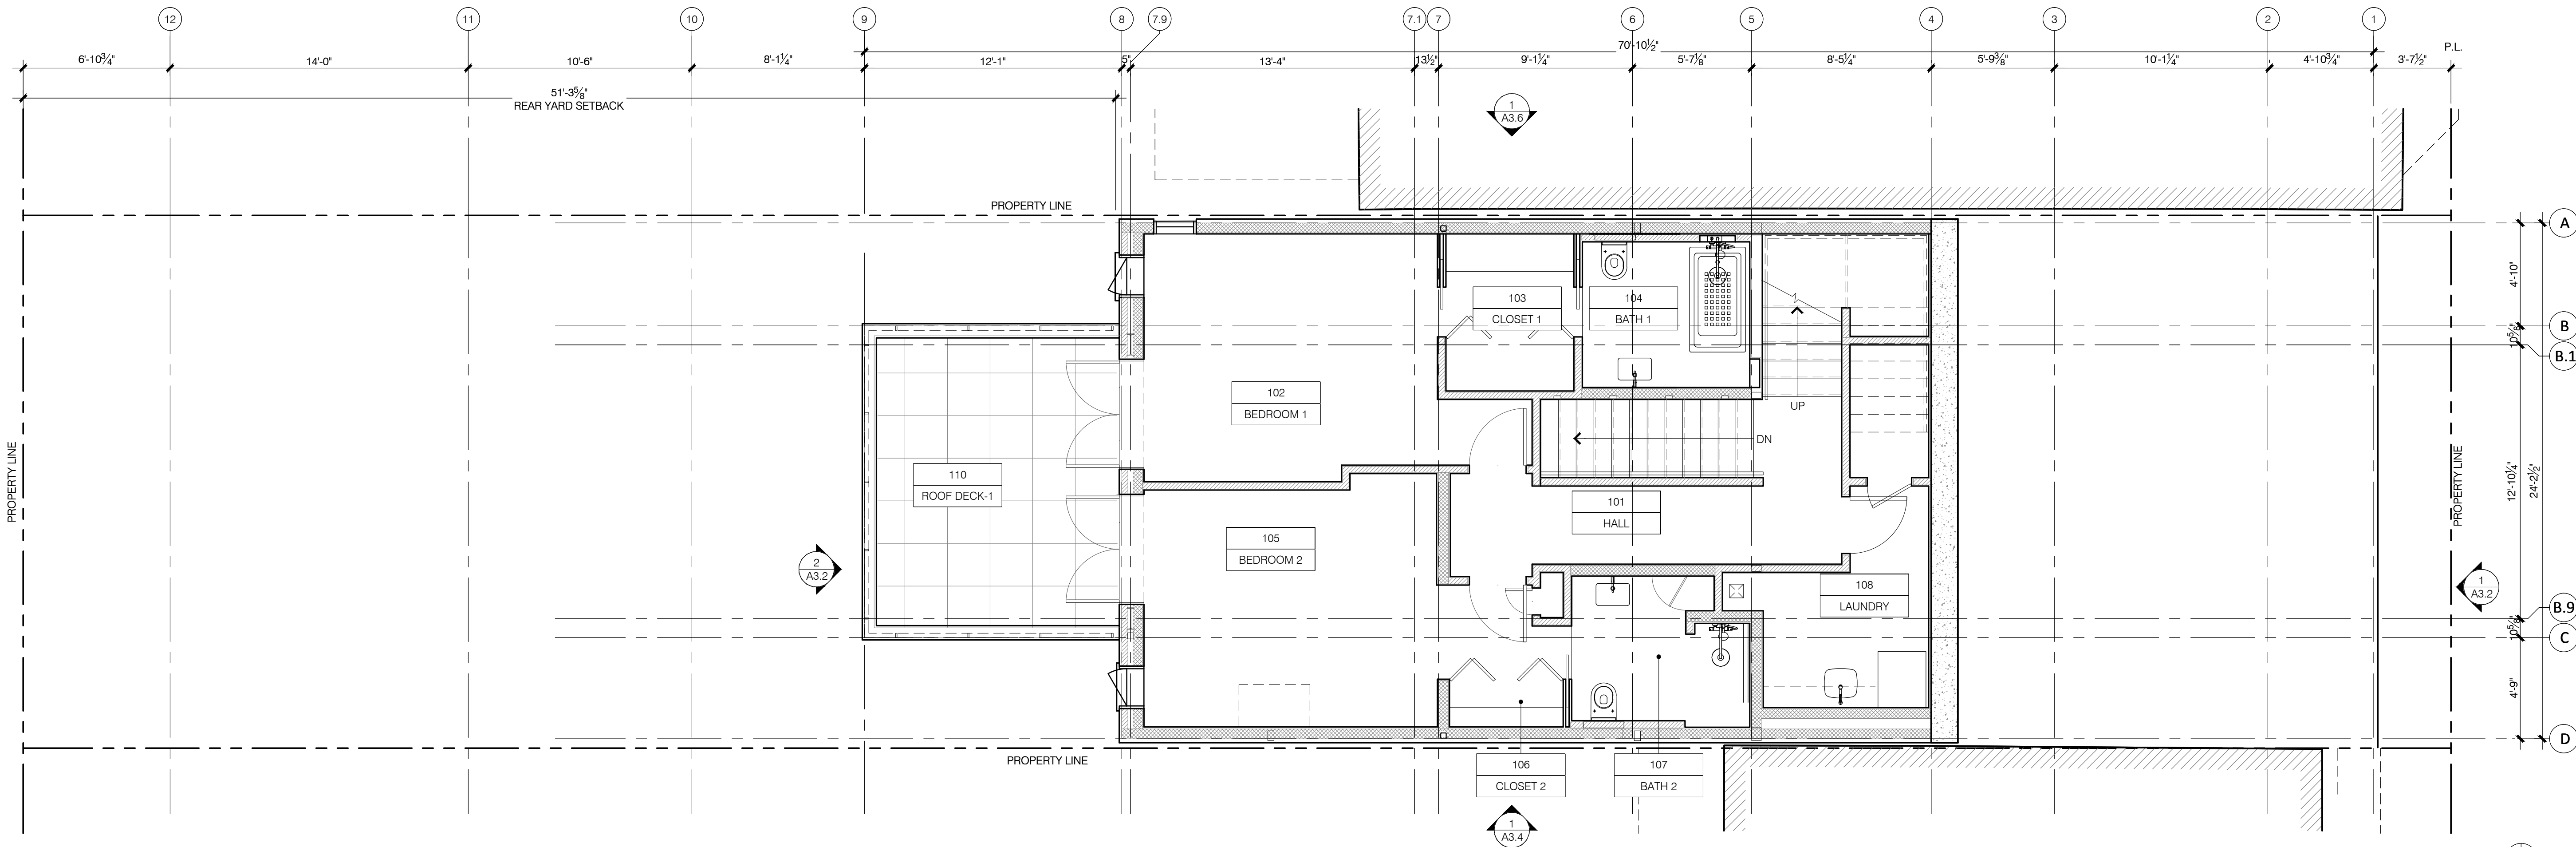 12
11
10
9
8
7.9
7.1
7
6
5
4
3
2
1
70'-10½"
P.L.
6'-10¾"
14'-0"
10'-6"
8'-1¼"
12'-1"
5"
13'-4"
13½"
9'-1¼"
5'-7⅛"
8'-5¼"
5'-9⅜"
10'-1¼"
4'-10¾"
3'-7½"
51'-3⅝"
REAR YARD SETBACK
1
A3.6
PROPERTY LINE
A
4'-10"
B
10⅝"
B.1
103
CLOSET 1
104
BATH 1
102
BEDROOM 1
UP
DN
PROPERTY LINE
110
ROOF DECK-1
101
HALL
PROPERTY LINE
12'-10¼"
24'-2½"
105
BEDROOM 2
2
A3.2
108
LAUNDRY
1
A3.2
B.9
10⅝"
C
4'-9"
D
PROPERTY LINE
106
CLOSET 2
107
BATH 2
1
A3.4